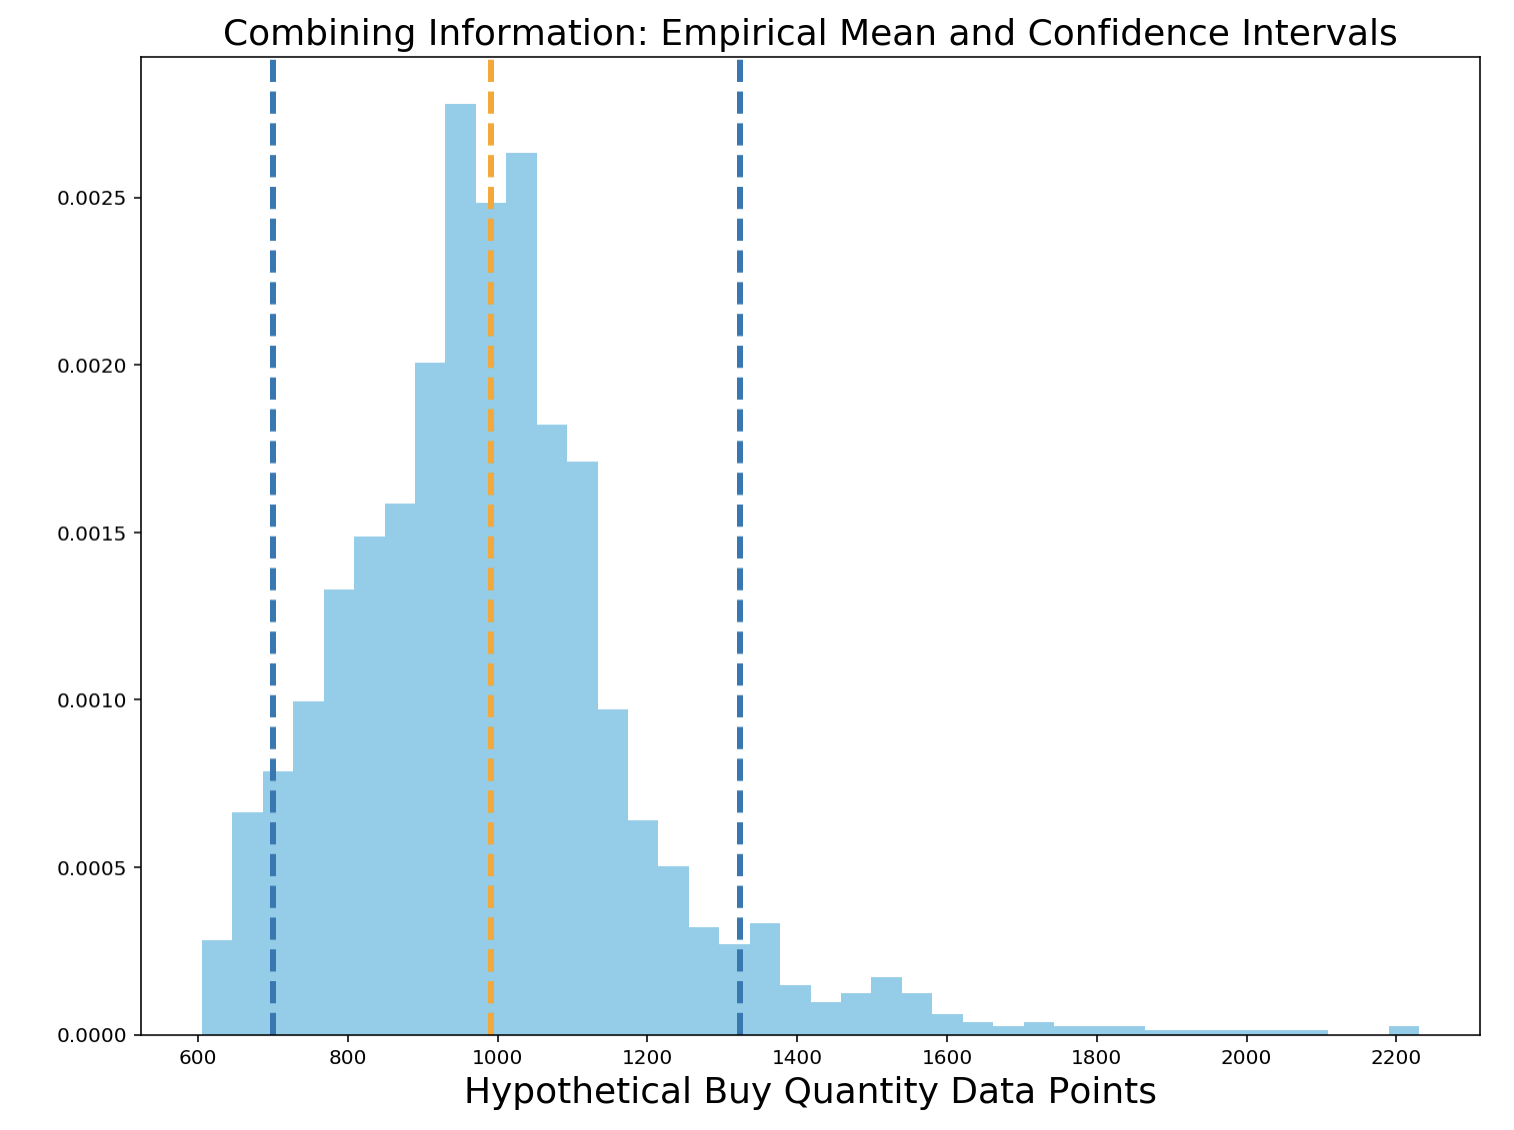 Combining Information: Empirical Mean and Confidence Intervals
0.0025
0.0020
0.0015
0.0010
0.0005
0.0000
600 800 1000 1200 1400 1600 1800 2000 2200
Hypothetical Buy Quantity Data Points